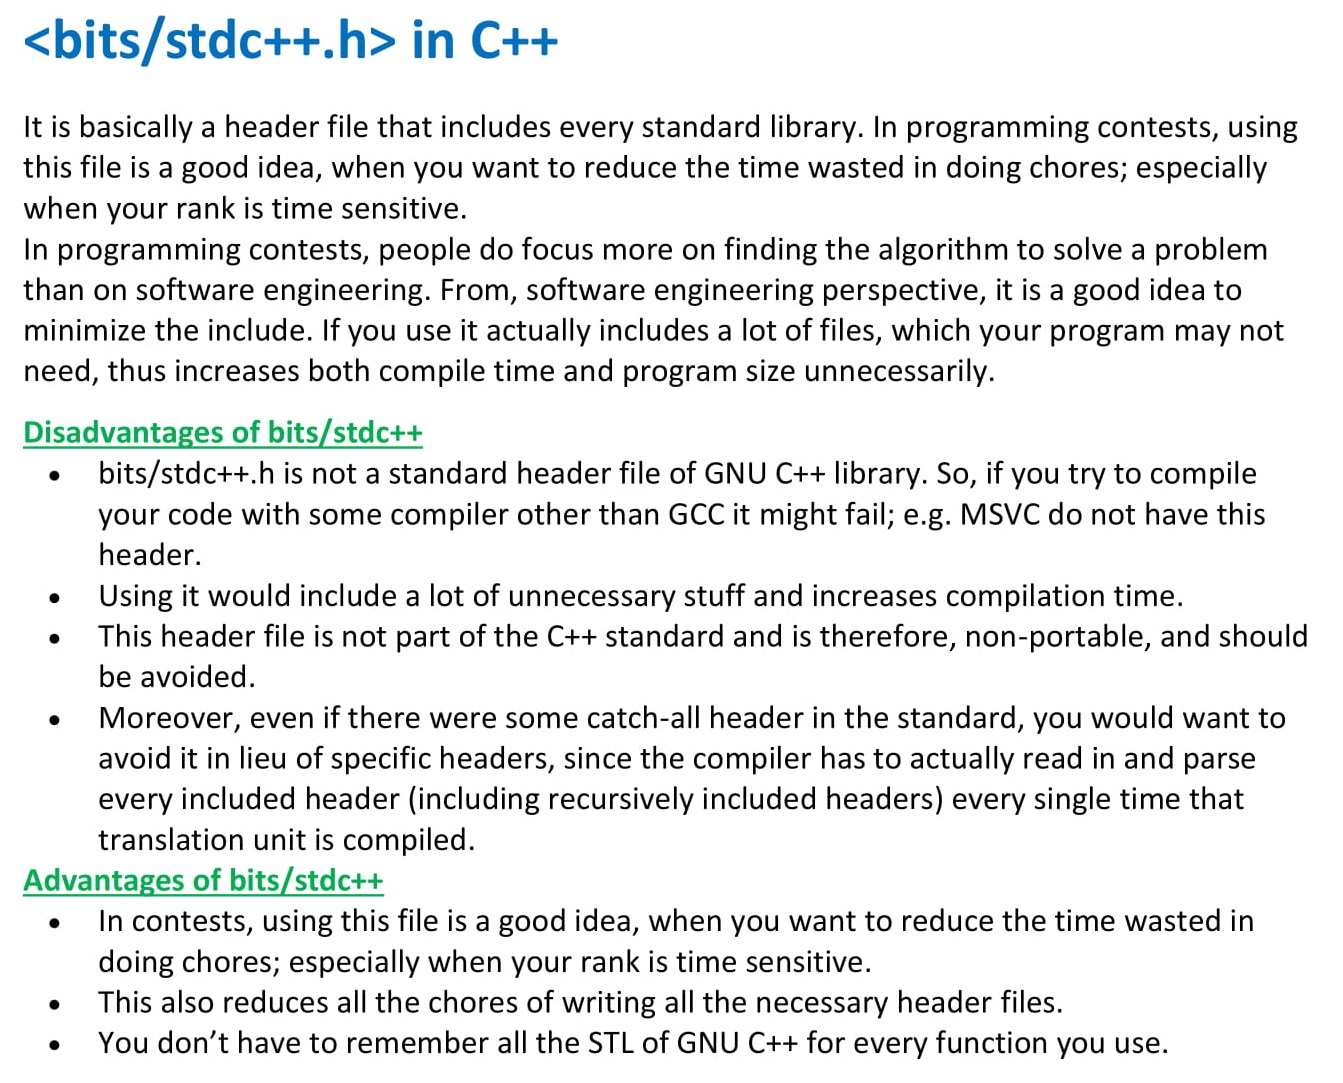 <bits/stdc++.h> in C++
It is basically a header file that includes every standard library. In programming contests, using
this file is a good idea, when you want to reduce the time wasted in doing chores; especially
when your rank is time sensitive.
In programming contests, people do focus more on finding the algorithm to solve a problem
than on software engineering. From, software engineering perspective, it is a good idea to
minimize the include. If you use it actually includes a lot of files, which your program may not
need, thus increases both compile time and program size unnecessarily.
Disadvantages of bits/stdc++
• bits/stdc++.h is not a standard header file of GNU C++ library. So, if you try to compile
your code with some compiler other than GCC it might fail; e.g. MSVC do not have this
header.
• Using it would include a lot of unnecessary stuff and increases compilation time.
• This header file is not part of the C++ standard and is therefore, non-portable, and should
be avoided.
• Moreover, even if there were some catch-all header in the standard, you would want to
avoid it in lieu of specific headers, since the compiler has to actually read in and parse
every included header (including recursively included headers) every single time that
translation unit is compiled.
Advantages of bits/stdc++
• In contests, using this file is a good idea, when you want to reduce the time wasted in
doing chores; especially when your rank is time sensitive.
• This also reduces all the chores of writing all the necessary header files.
• You don’t have to remember all the STL of GNU C++ for every function you use.